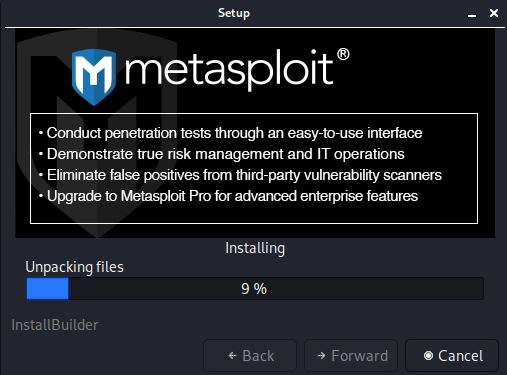 Setup
metasploit®
• Conduct penetration tests through an easy-to-use interface
• Demonstrate true risk management and IT operations
• Eliminate false positives from third-party vulnerability scanners
• Upgrade to Metasploit Pro for advanced enterprise features
Installing
Unpacking files
9 %
InstallBuilder
Back Forward Cancel